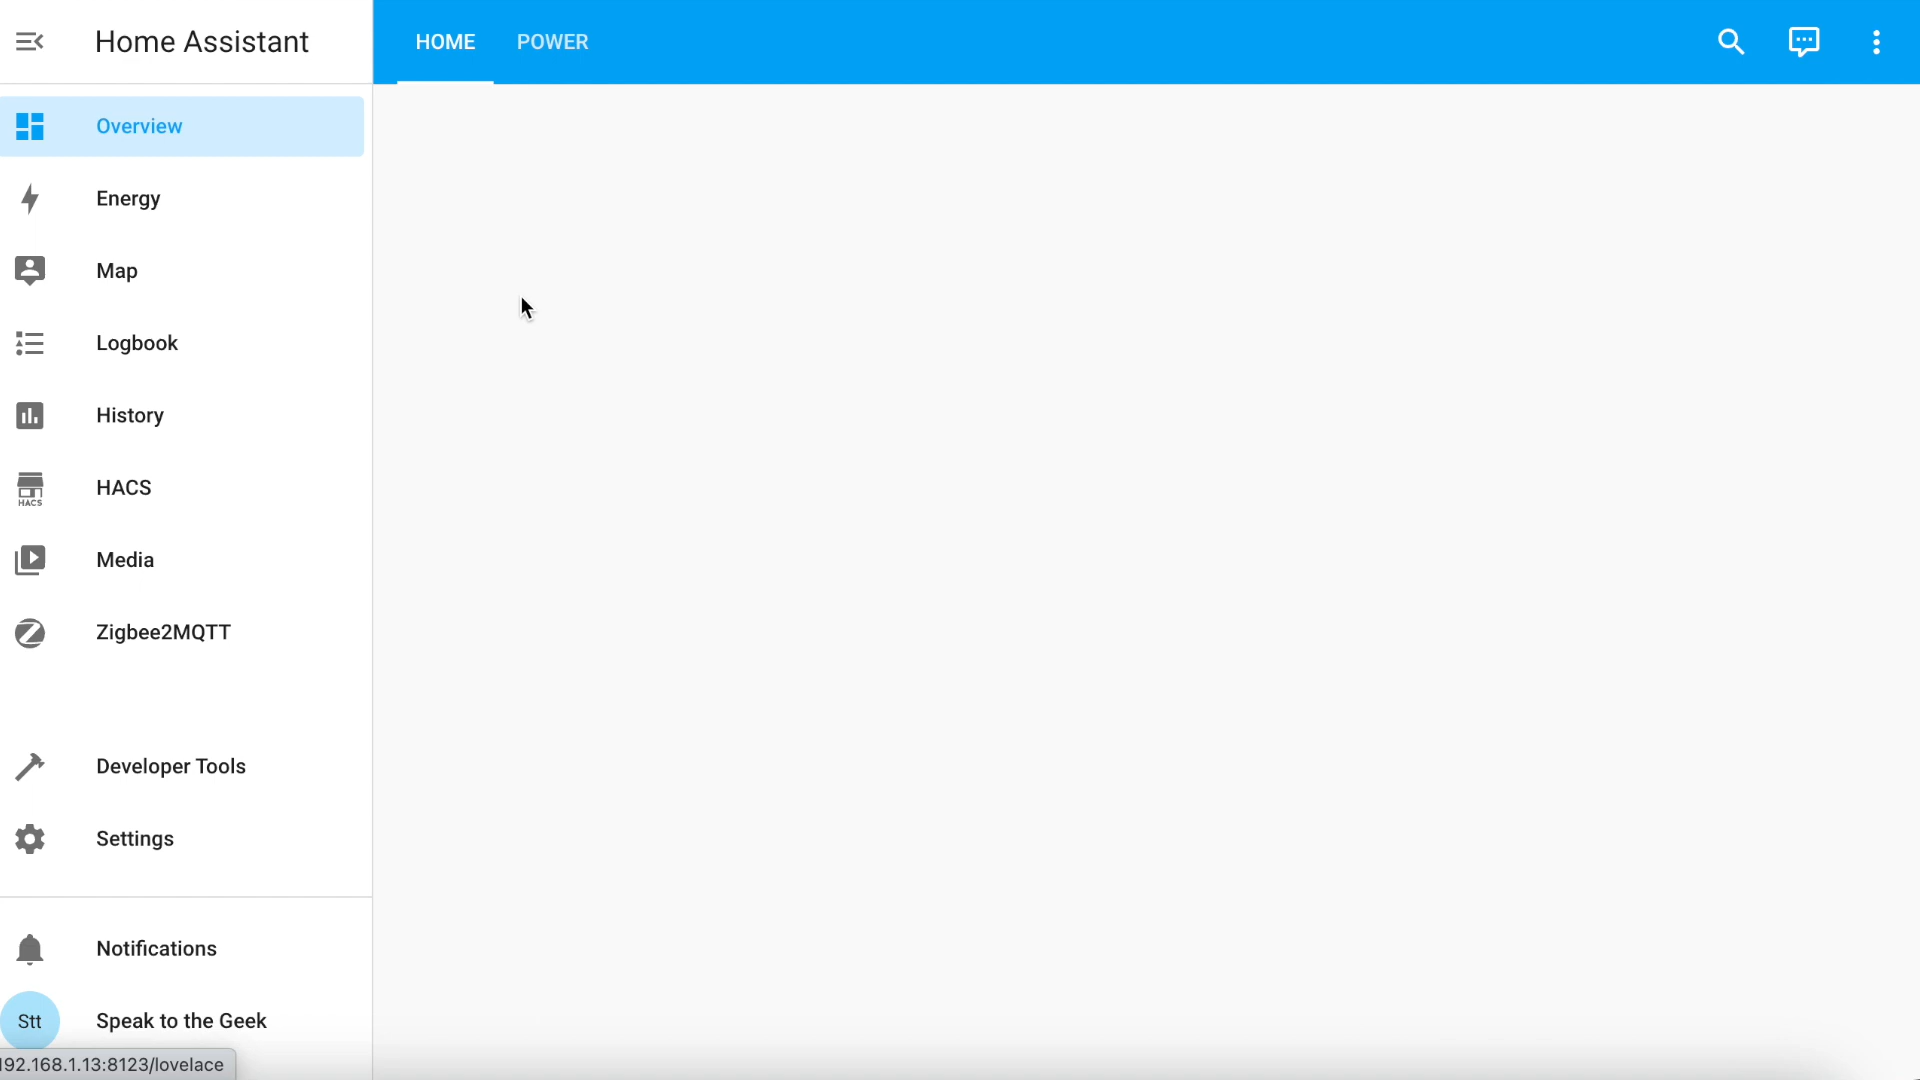 Home Assistant
HOME
POWER
Overview
Energy
Map
Logbook
History
HACS
HACS
Media
Zigbee2MQTT
Developer Tools
Settings
Notifications
Stt
Speak to the Geek
192.168.1.13:8123/lovelace